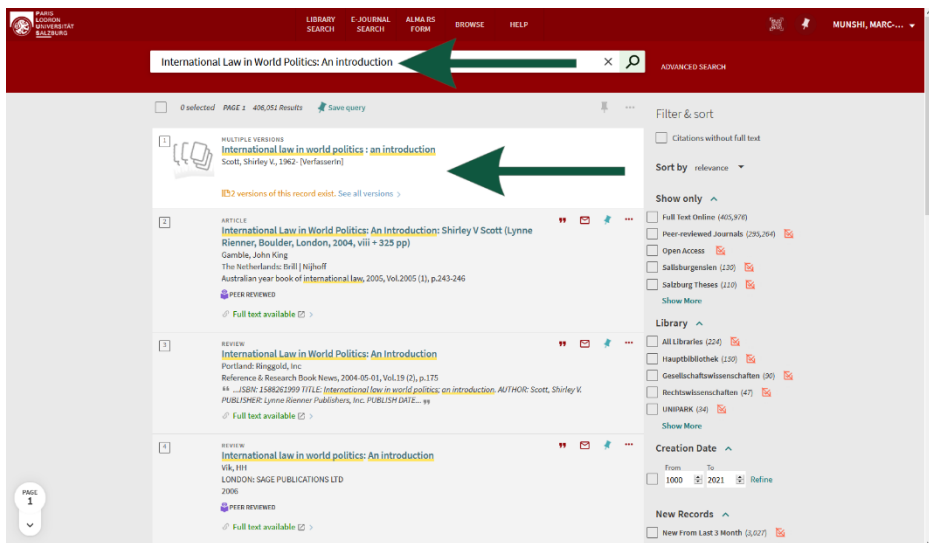 PARIS
LODRON
UNIVERSITÄT
SALZBURG
LIBRARY SEARCH
E-JOURNAL SEARCH
ALMA RS FORM
BROWSE
HELP
MUNSHI, MARC-...
International Law in World Politics: An introduction
ADVANCED SEARCH
0 selected PAGE 1 406,051 Results Save query
1
MULTIPLE VERSIONS
International law in world politics : an introduction
Scott, Shirley V., 1962- [VerfasserIn]
2 versions of this record exist. See all versions >
2
ARTICLE
International Law in World Politics: An Introduction: Shirley V Scott (Lynne
Rienner, Boulder, London, 2004, viii + 325 pp)
Gamble, John King
The Netherlands: Brill | Nijhoff
Australian year book of international law, 2005, Vol.2005 (1), p.243-246
PEER REVIEWED
Full text available >
3
REVIEW
International Law in World Politics: An Introduction
Portland: Ringgold, Inc
Reference & Research Book News, 2004-05-01, Vol.19 (2), p.175
...ISBN: 1588261999 TITLE: International law in world politics: an introduction. AUTHOR: Scott, Shirley V.
PUBLISHER: Lynne Rienner Publishers, Inc. PUBLISH DATE...
Full text available >
4
REVIEW
International law in world politics: An introduction
Vik, HH
LONDON: SAGE PUBLICATIONS LTD
2006
PEER REVIEWED
Full text available >
Filter & sort
Citations without full text
Sort by relevance
Show only
Full Text Online (405,978)
Peer-reviewed Journals (295,264)
Open Access
Salisburgensien (130)
Salzburg Theses (110)
Show More
Library
All Libraries (224)
Hauptbibliothek (130)
Gesellschaftswissenschaften (90)
Rechtswissenschaften (47)
UNIPARK (34)
Show More
Creation Date
From To
1000 2021 Refine
New Records
New From Last 3 Month (3,027)
PAGE
1